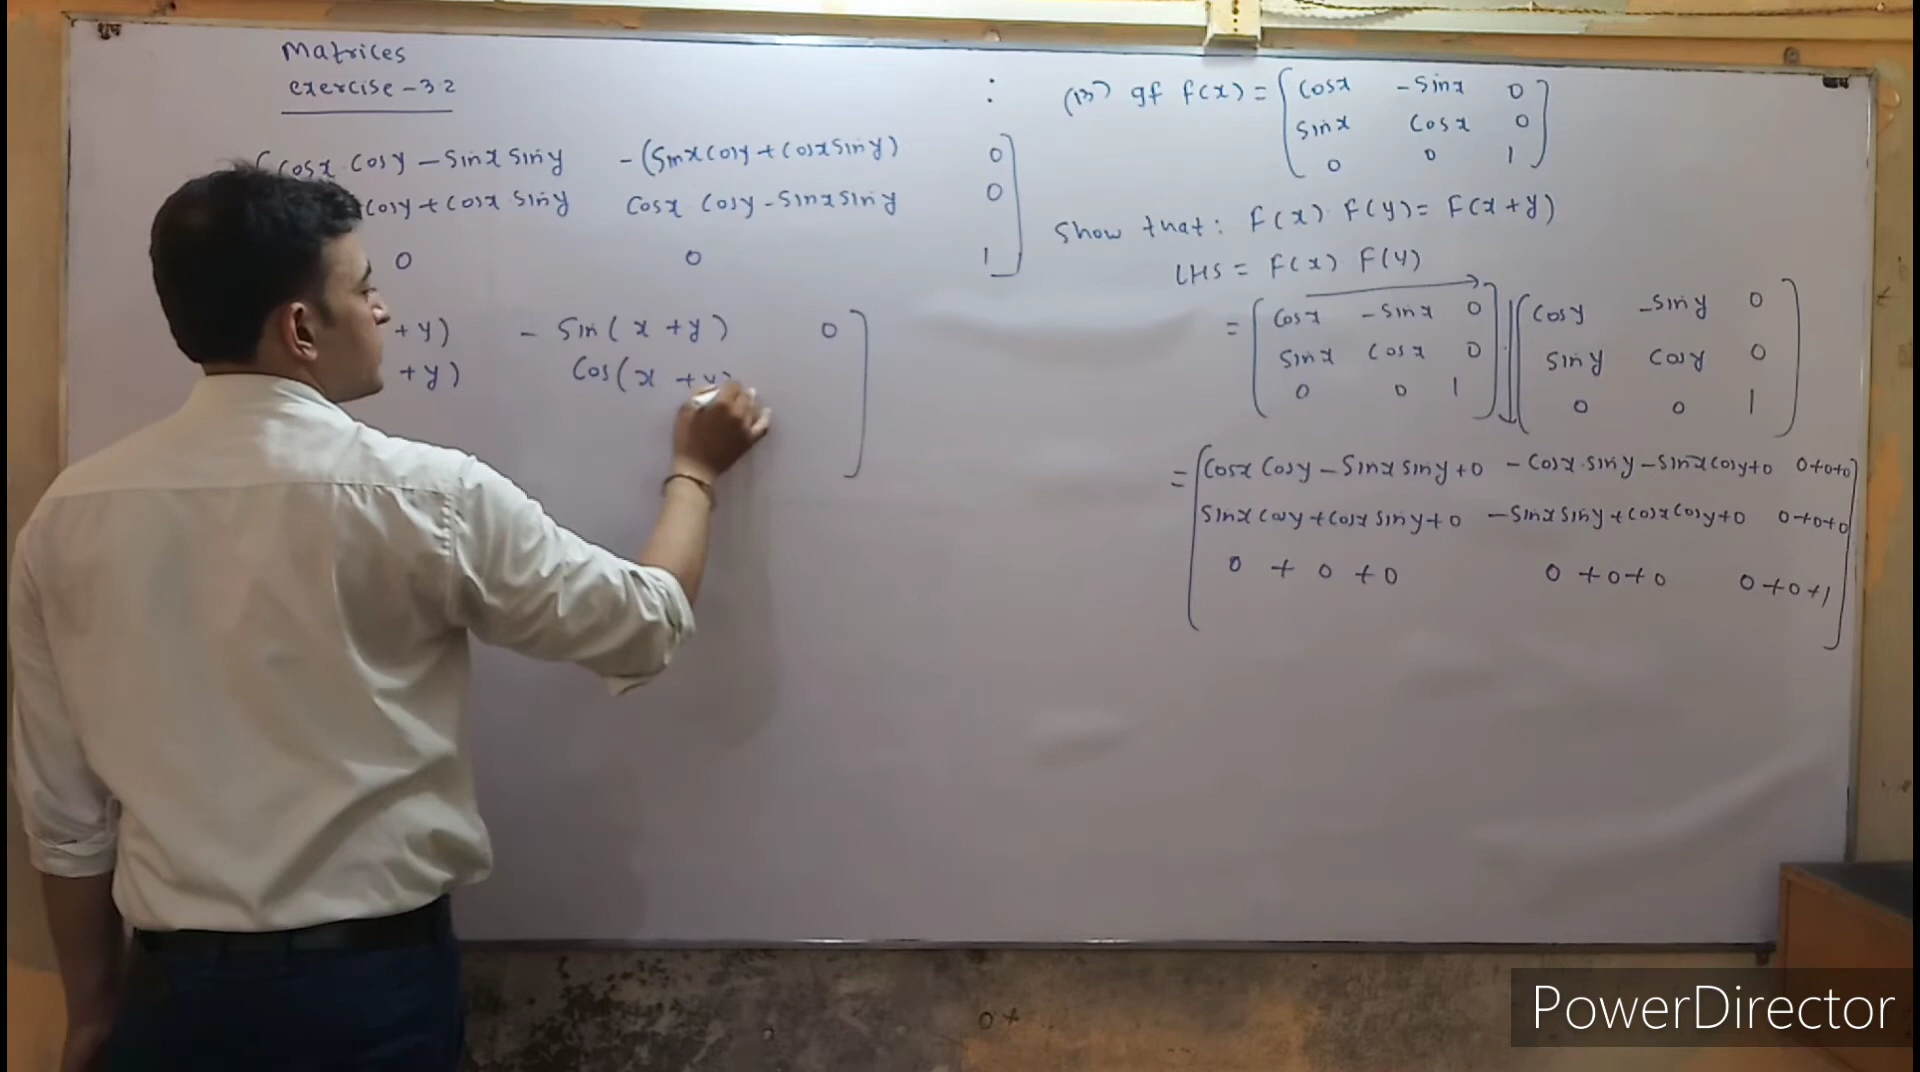 Matrices
exercise-3.2
cosx cosy - sinx siny -(sinx cosy + cosx siny) 0
cosy + cosx siny cosx cosy - sinx siny 0
0 0 1
+ y) - sin(x + y) 0
+ y) cos(x + y)
:
(13) If F(x) = [cosx -sinx 0
sinx cosx 0
0 0 1]
Show that: F(x) F(y) = F(x+y)
LHS = F(x) F(y)
= [cosx -sinx 0] . [cosy -siny 0]
sinx cosx 0 siny cosy 0
0 0 1 0 0 1
= [cosx cosy - sinx siny + 0 -cosx.siny - sinx cosy + 0 0+0+0
sinx cosy + cosx siny + 0 -sinx siny + cosx cosy + 0 0+0+0
0 + 0 + 0 0 + 0 + 0 0 + 0 + 1]
PowerDirector